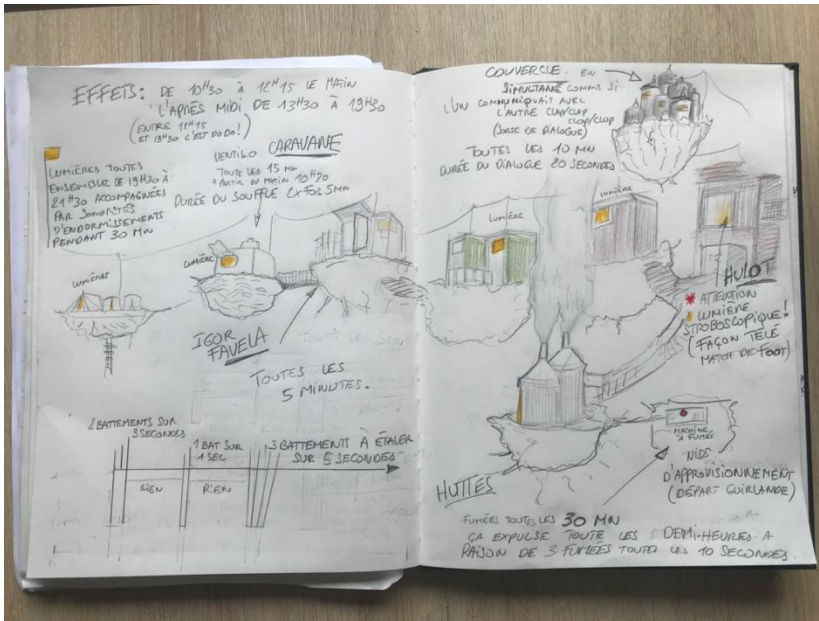 EFFETS: DE 10H30 À 12H15 LE MATIN
L'APRÈS MIDI DE 13H30 À 19H30
(ENTRE 12H15
ET 13H30 C'EST DODO!)
LUMIÈRES TOUTES
ENSEMBLE DE 19H30 À
21H30 ACCOMPAGNÉES
PAR SONORITÉS
D'ENDORMISSEMENTS
PENDANT 30 MN
VENTILO CARAVANE
TOUTE LES 15 MN
À PARTIR DU MATIN 10H30
DURÉE DU SOUFFLE 2X FOIS 5MN
LUMIÈRES
LUMIÈRE
IGOR
FAVELA
TOUTES LES
5 MINUTES.
2 BATTEMENTS SUR
3 SECONDES
1 BAT SUR
1 SEC
3 BATTEMENTS À ÉTALER
SUR 5 SECONDES
RIEN
RIEN
COUVERCLE. EN
SIMULTANÉ COMME SI
L'UN COMMUNIQUAIT AVEC
L'AUTRE CLAP/CLAP
CLOP/CLOP
(SORTE DE DIALOGUE)
TOUTES LES 10 MN
DURÉE DU DIALOGUE 20 SECONDES
LUMIÈRE
LUMIÈRE
LUMIÈRE
HULOT
ATTENTION
LUMIÈRE
STROBOSCOPIQUE!
(FAÇON TÉLÉ
MATCH DE FOOT)
MACHINE
À FUMÉE
NIDS
D'APPROVISIONNEMENT
(DÉPART GUIRLANDE)
HUTTES
FUMÉES TOUTES LES 30 MN
ÇA EXPULSE TOUTE LES DEMI-HEURES À
RAISON DE 3 FUMÉES TOUTES LES 10 SECONDES.